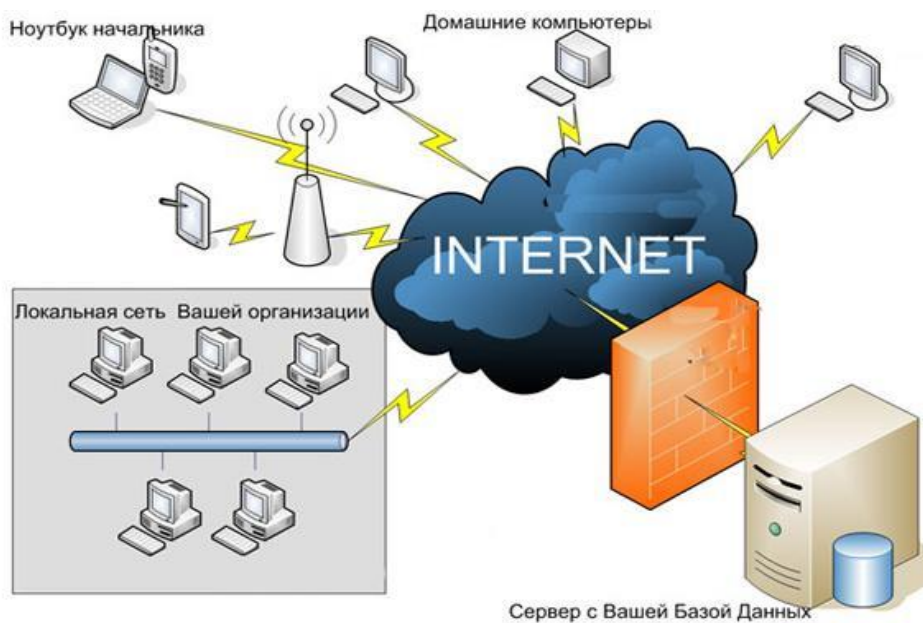 Ноутбук начальника
Домашние компьютеры
INTERNET
Локальная сеть Вашей организации
Сервер с Вашей Базой Данных